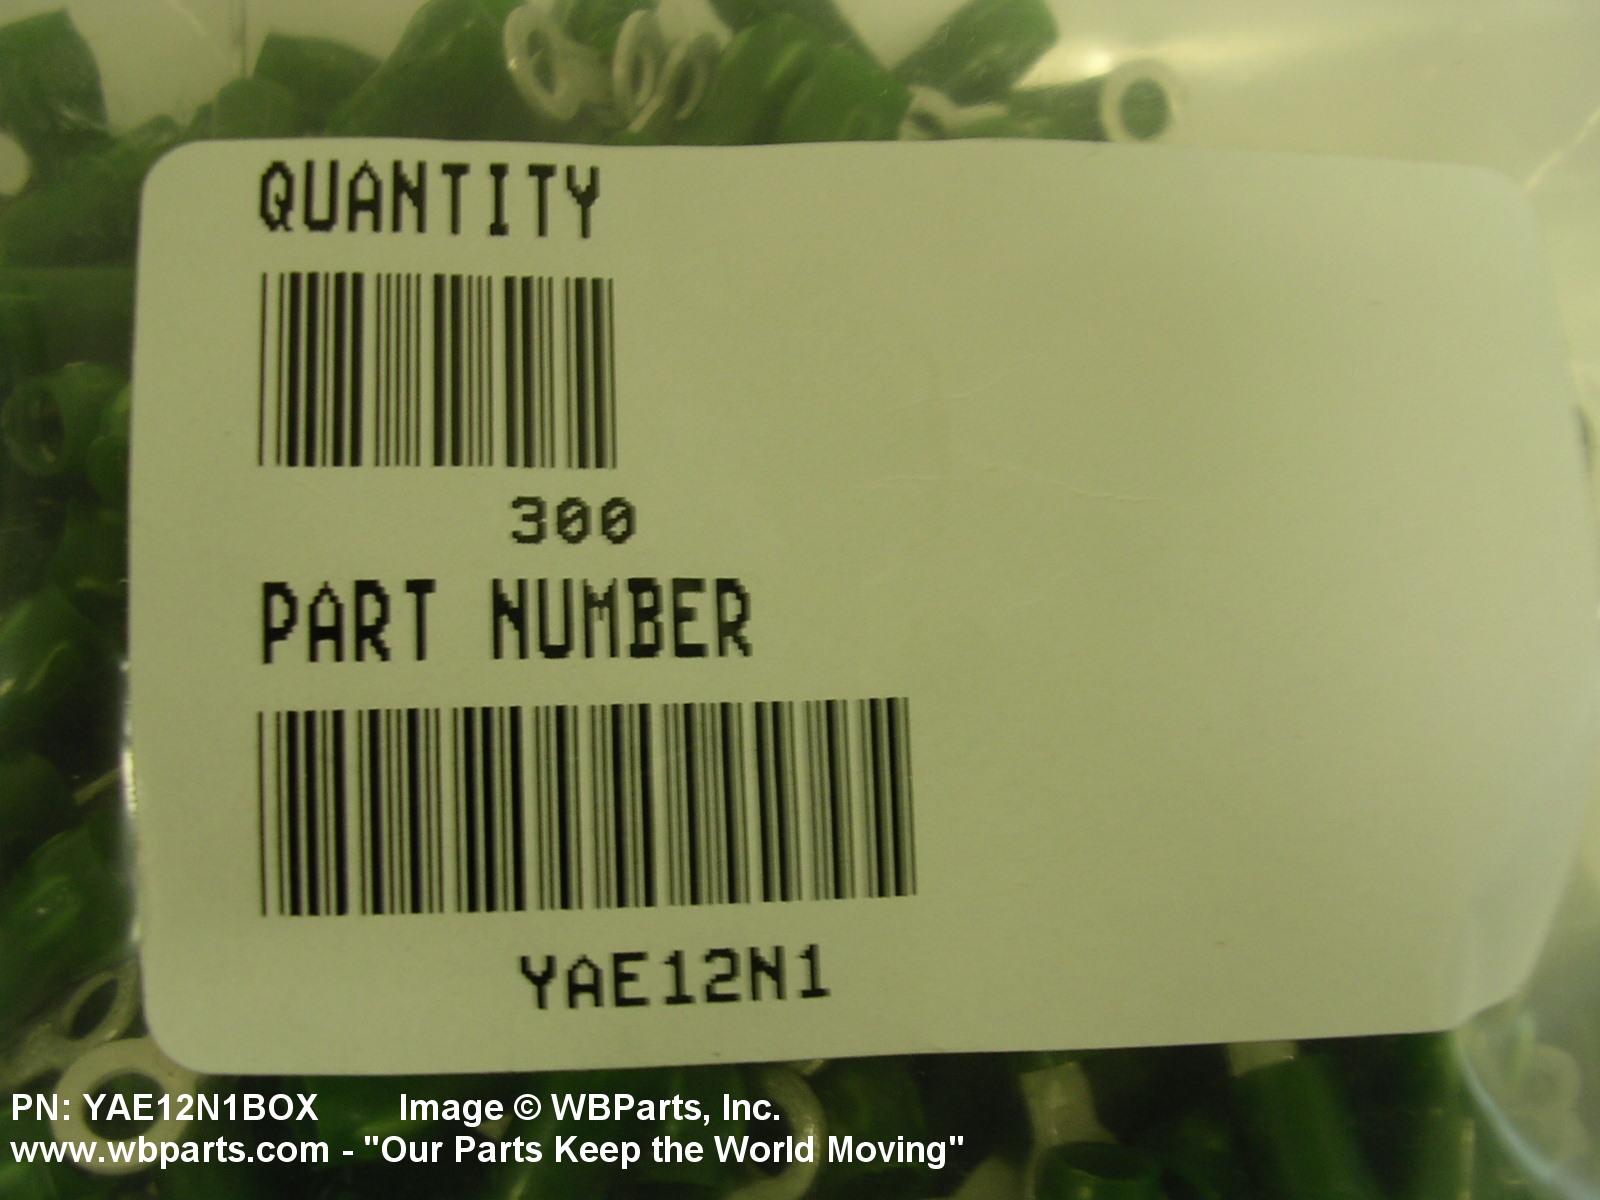 QUANTITY
300
PART NUMBER
YAE12N1
PN: YAE12N1BOX Image © WBParts, Inc.
www.wbparts.com - "Our Parts Keep the World Moving"